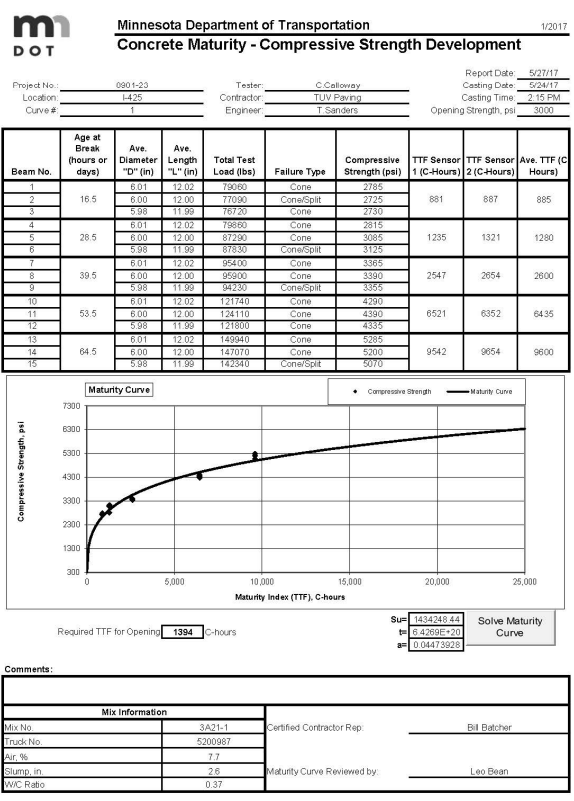 mn
DOT
Minnesota Department of Transportation 1/2017
Concrete Maturity - Compressive Strength Development
Report Date: 5/27/17
Project No.: 0901-23 Tester: C.Calloway Casting Date: 5/24/17
Location: I-425 Contractor: TUV Paving Casting Time: 2:15 PM
Curve #: 1 Engineer: T.Sanders Opening Strength, psi 3000
Beam No. Age at Break (hours or days) Ave. Diameter "D" (in) Ave. Length "L" (in) Total Test Load (lbs) Failure Type Compressive Strength (psi) TTF Sensor 1 (C-Hours) TTF Sensor 2 (C-Hours) Ave. TTF (C Hours)
1 6.01 12.02 79060 Cone 2785
2 16.5 6.00 12.00 77090 Cone/Split 2725 881 887 885
3 5.98 11.99 76720 Cone 2730
4 6.01 12.02 79860 Cone 2815
5 28.5 6.00 12.00 87290 Cone 3085 1235 1321 1280
6 5.98 11.99 87830 Cone/Split 3125
7 6.01 12.02 95400 Cone 3365
8 39.5 6.00 12.00 95900 Cone 3390 2547 2654 2600
9 5.98 11.99 94230 Cone/Split 3355
10 6.01 12.02 121740 Cone 4290
11 53.5 6.00 12.00 124110 Cone 4390 6521 6352 6435
12 5.98 11.99 121800 Cone 4335
13 6.01 12.02 149940 Cone 5285
14 64.5 6.00 12.00 147070 Cone 5200 9542 9654 9600
15 5.98 11.99 142340 Cone/Split 5070
Maturity Curve
Compressive Strength Maturity Curve
Compressive Strength, psi
7300
6300
5300
4300
3300
2300
1300
300
0 5,000 10,000 15,000 20,000 25,000
Maturity Index (TTF), C-hours
Required TTF for Opening 1394 C-hours
Su= 1434248.44
t= 6.4269E+20
a= 0.04473928
Solve Maturity Curve
Comments:
Mix Information
Mix No. 3A21-1 Certified Contractor Rep: Bill Batcher
Truck No. 5200987
Air, % 7.7
Slump, in. 2.6 Maturity Curve Reviewed by: Leo Bean
W/C Ratio 0.37